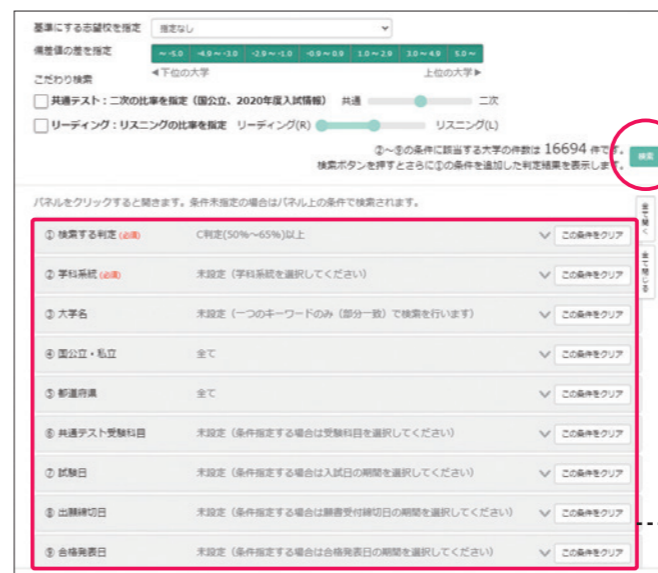 基準にする志望校を指定 指定なし
偏差値の差を指定 ～-5.0 -4.9～-3.0 -2.9～-1.0 -0.9～0.9 1.0～2.9 3.0～4.9 5.0～
◀下位の大学 上位の大学▶
こだわり検索
共通テスト：二次の比率を指定（国公立、2020年度入試情報） 共通 二次
リーディング：リスニングの比率を指定 リーディング(R) リスニング(L)
②～⑨の条件に該当する大学の件数は 16694 件です。
検索ボタンを押すとさらに①の条件を追加した判定結果を表示します。
検索
パネルをクリックすると開きます。条件未指定の場合はパネル上の条件で検索されます。
全て開く
全て閉じる
① 検索する判定 (必須) C判定(50%～65%)以上 この条件をクリア
② 学科系統 (必須) 未設定（学科系統を選択してください） この条件をクリア
③ 大学名 未設定（一つのキーワードのみ（部分一致）で検索を行います） この条件をクリア
④ 国公立・私立 全て この条件をクリア
⑤ 都道府県 全て この条件をクリア
⑥ 共通テスト受験科目 未設定（条件指定する場合は受験科目を選択してください） この条件をクリア
⑦ 試験日 未設定（条件指定する場合は入試日の期間を選択してください） この条件をクリア
⑧ 出願締切日 未設定（条件指定する場合は願書受付締切日の期間を選択してください） この条件をクリア
⑨ 合格発表日 未設定（条件指定する場合は合格発表日の期間を選択してください） この条件をクリア